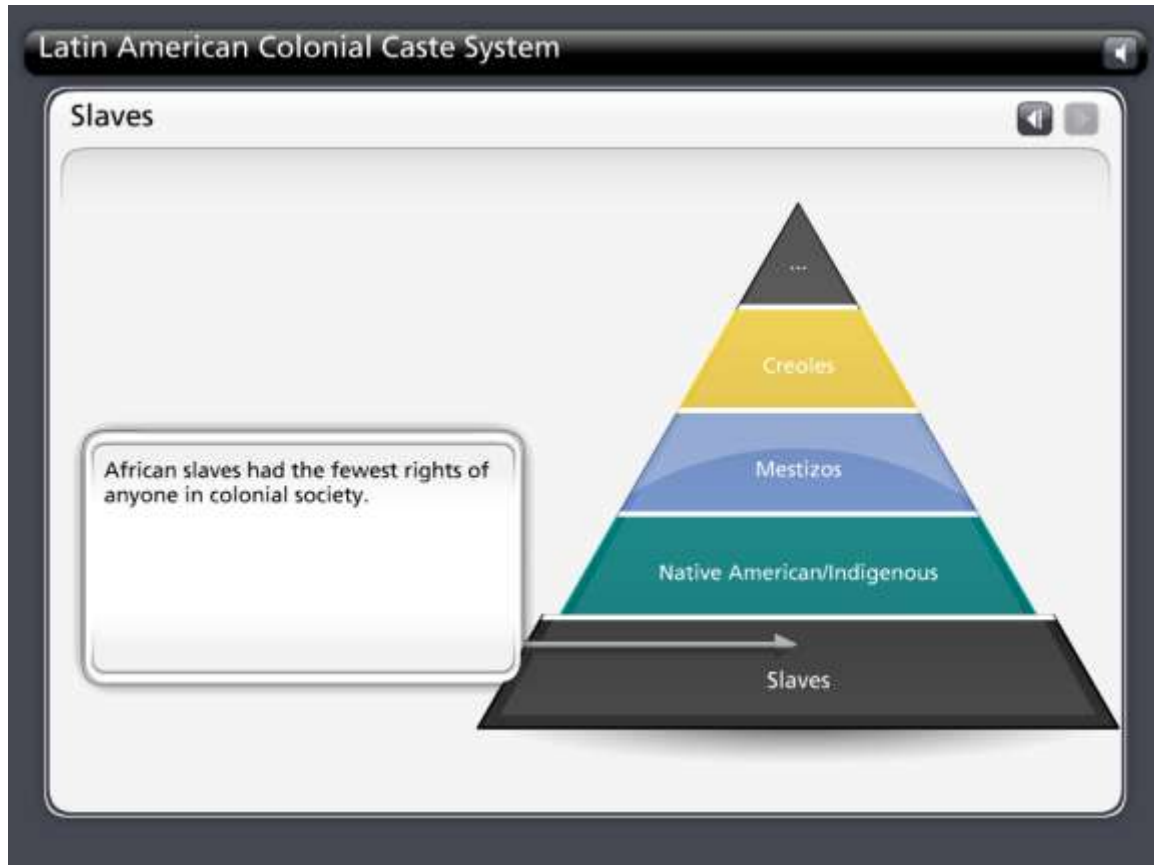 Latin American Colonial Caste System
Slaves
...
Creoles
Mestizos
African slaves had the fewest rights of
anyone in colonial society.
Native American/Indigenous
Slaves